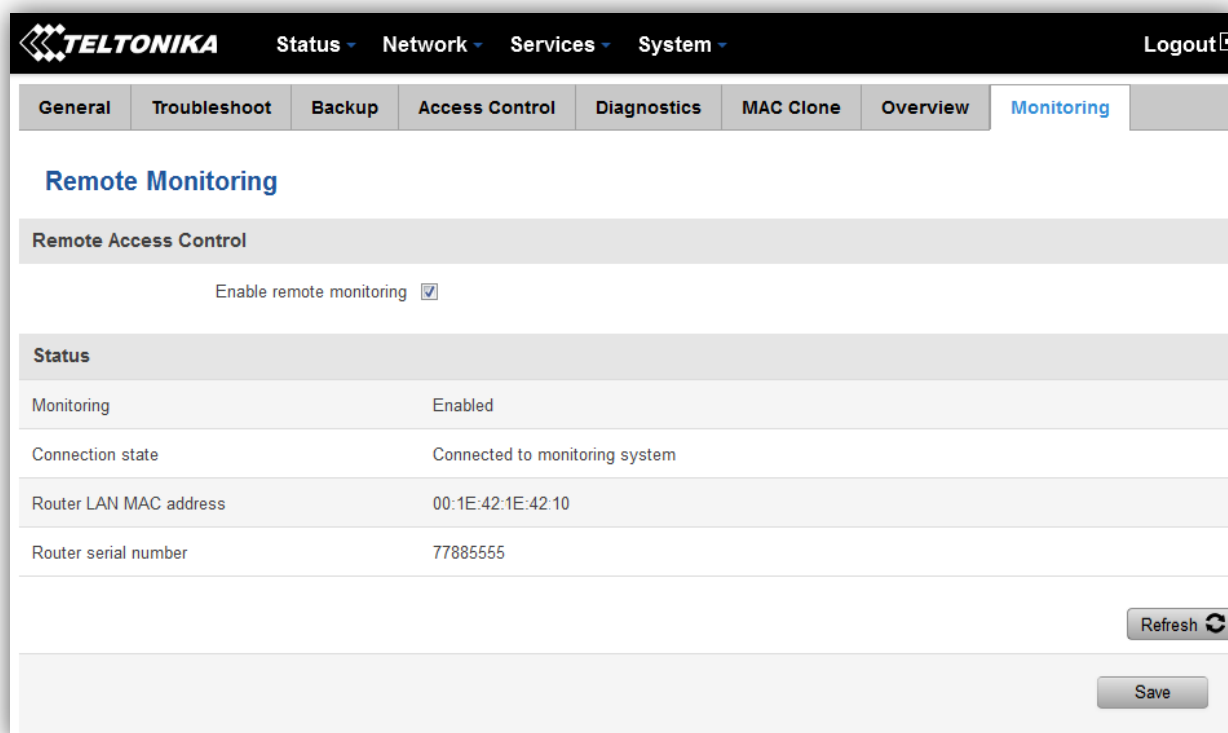 TELTONIKA Status Network Services System Logout
General Troubleshoot Backup Access Control Diagnostics MAC Clone Overview Monitoring
Remote Monitoring
Remote Access Control
Enable remote monitoring
Status
Monitoring Enabled
Connection state Connected to monitoring system
Router LAN MAC address 00:1E:42:1E:42:10
Router serial number 77885555
Refresh
Save